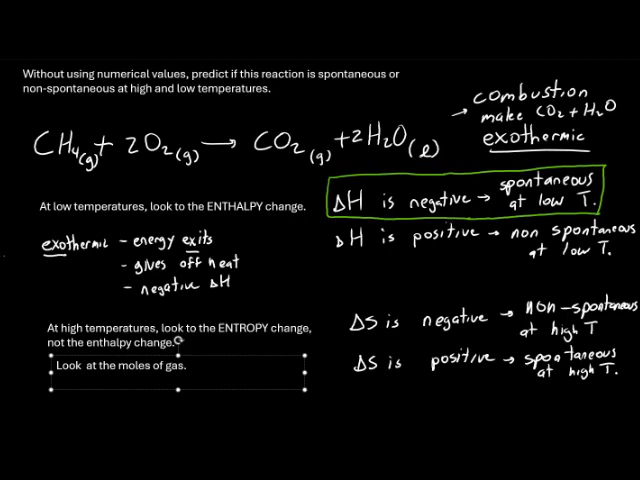 Without using numerical values, predict if this reaction is spontaneous or
non-spontaneous at high and low temperatures.
CH₄(g) + 2O₂(g) → CO₂(g) + 2H₂O(l)
→ combustion
make CO₂ + H₂O
exothermic
At low temperatures, look to the ENTHALPY change.
exothermic - energy exits
- gives off heat
- negative ΔH
ΔH is negative → spontaneous
at low T.
ΔH is positive → non spontaneous
at low T.
At high temperatures, look to the ENTROPY change,
not the enthalpy change.
Look at the moles of gas.
ΔS is negative → non-spontaneous
at high T
ΔS is positive → spontaneous
at high T.